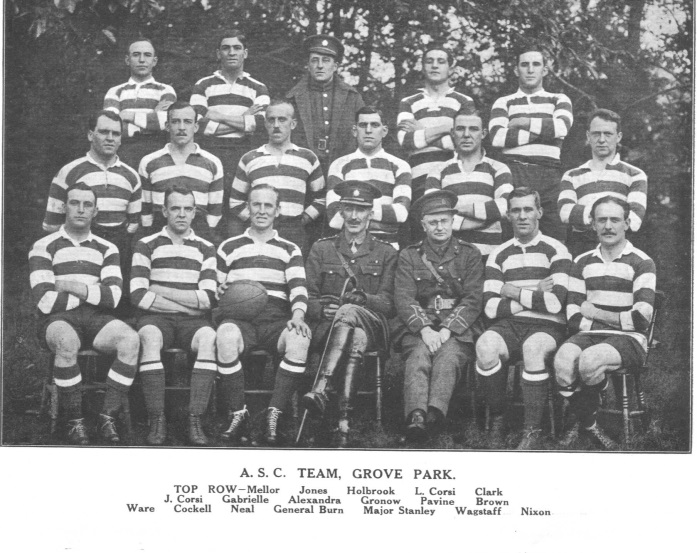 A. S. C. TEAM, GROVE PARK.
TOP ROW—Mellor Jones Holbrook L. Corsi Clark
J. Corsi Gabrielle Alexandra Gronow Pavine Brown
Ware Cockell Neal General Burn Major Stanley Wagstaff Nixon